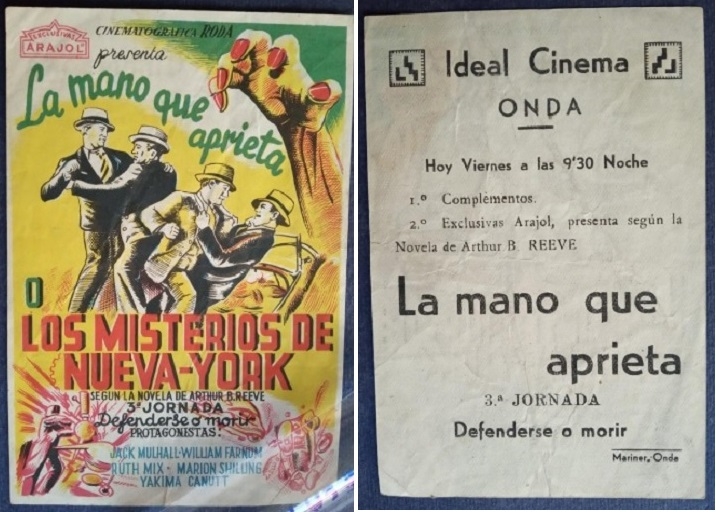 EXCLUSIVAS
ARAJOL
CINEMATOGRÁFICA RODA
presenta
La mano que
aprieta
O
LOS MISTERIOS DE
NUEVA-YORK
SEGUN LA NOVELA DE ARTHUR B. REEVE
3ª JORNADA
Defenderse o morir
PROTAGONISTAS:
JACK MULHALL-WILLIAM FARNUM
RUTH MIX - MARION SHILLING
YAKIMA CANUTT
Ideal Cinema
ONDA
Hoy Viernes a las 9'30 Noche
1.º Complementos.
2.º Exclusivas Arajol, presenta según la
Novela de Arthur B. REEVE
La mano que
aprieta
3.ª JORNADA
Defenderse o morir
Mariner, Onda